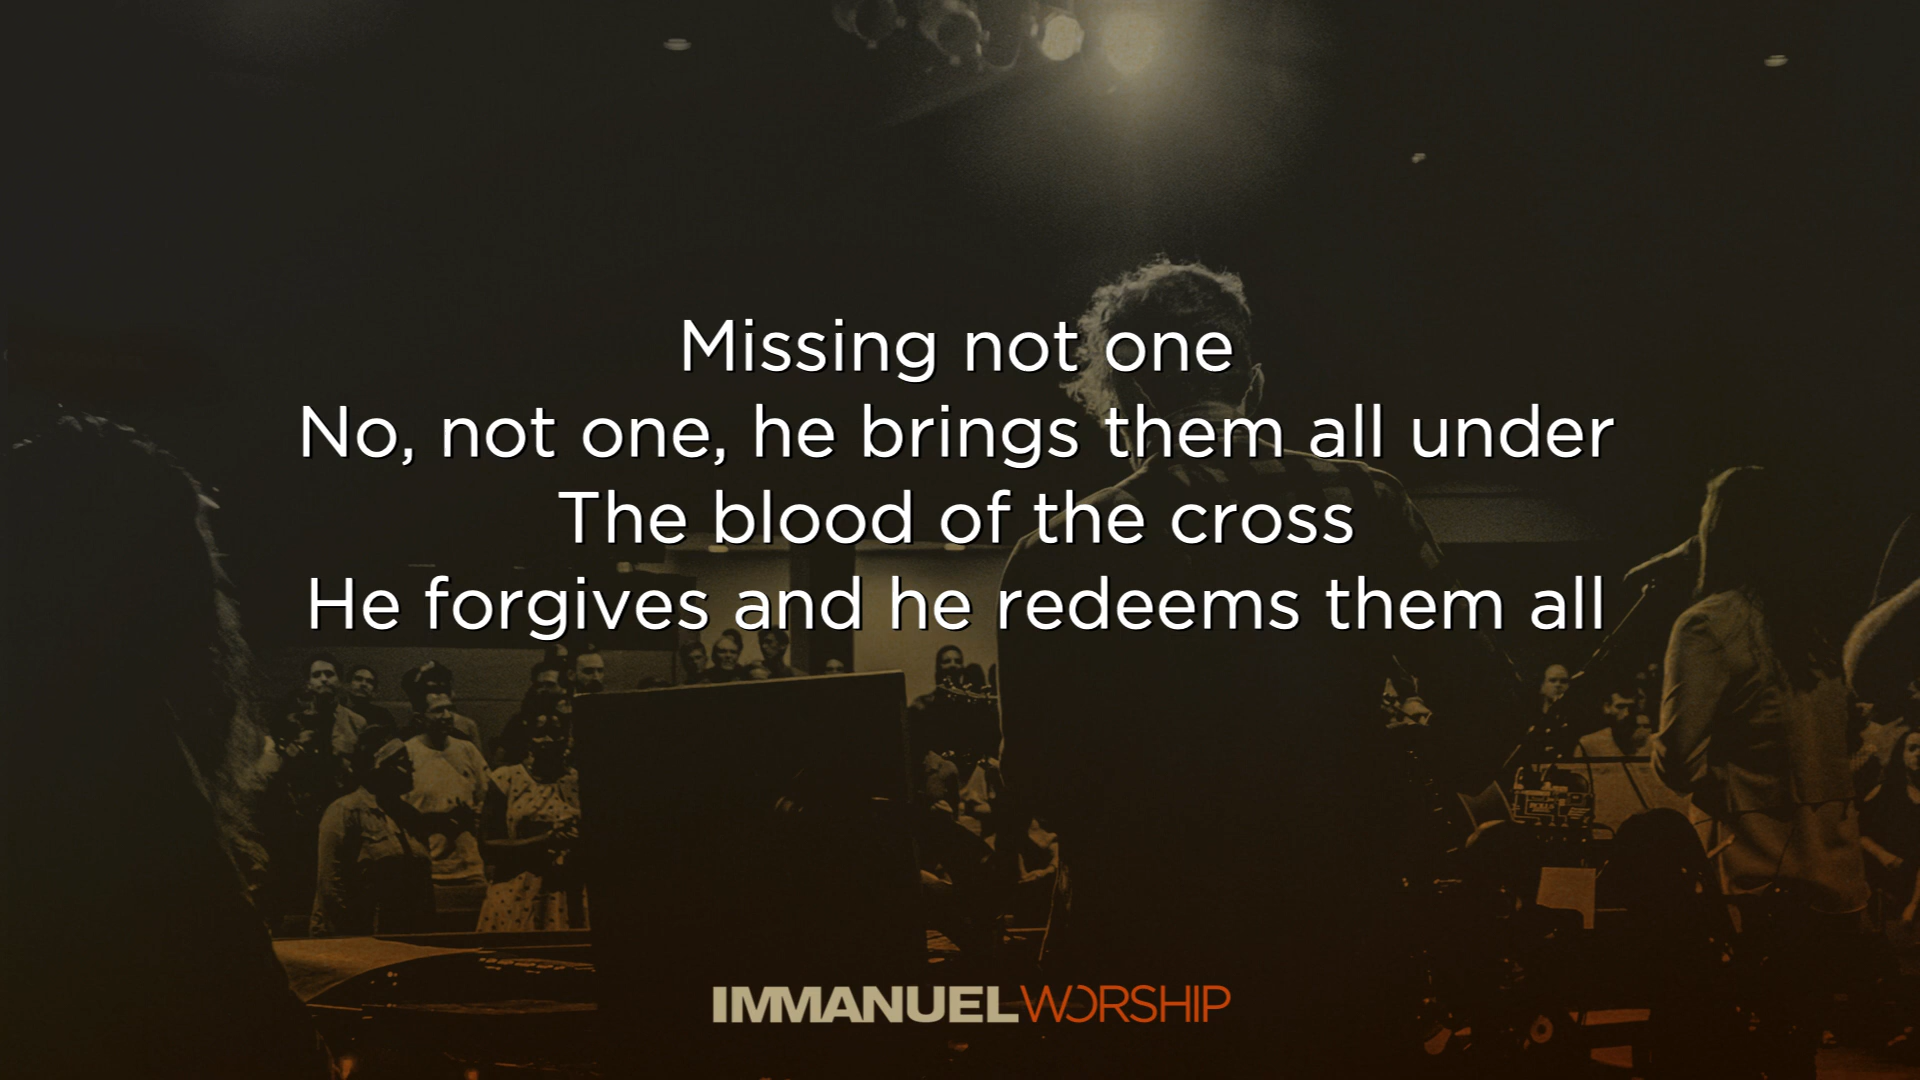 Missing not one
No, not one, he brings them all under
The blood of the cross
He forgives and he redeems them all
IMMANUELWORSHIP